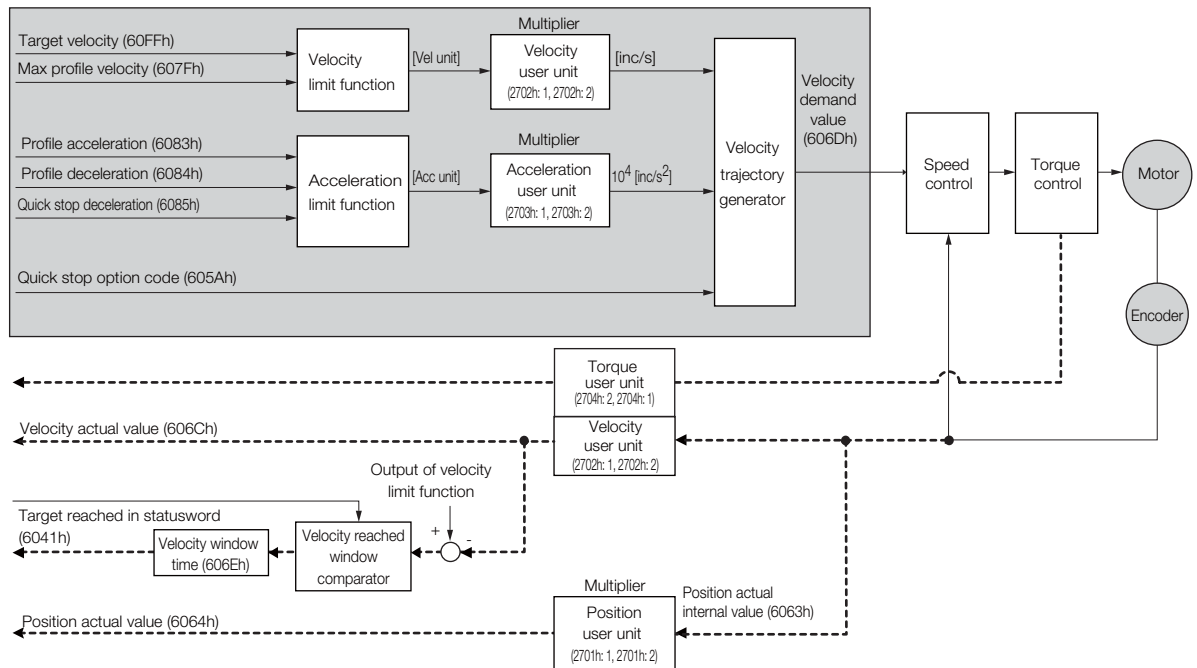 Multiplier
Target velocity (60FFh)
Max profile velocity (607Fh)
Velocity
limit function
[Vel unit]
Velocity
user unit
(2702h: 1, 2702h: 2)
[inc/s]
Multiplier
Profile acceleration (6083h)
Profile deceleration (6084h)
Quick stop deceleration (6085h)
Acceleration
limit function
[Acc unit]
Acceleration
user unit
(2703h: 1, 2703h: 2)
10⁴ [inc/s²]
Quick stop option code (605Ah)
Velocity
trajectory
generator
Velocity
demand
value
(606Dh)
Speed
control
Torque
control
Motor
Encoder
Torque
user unit
(2704h: 2, 2704h: 1)
Velocity actual value (606Ch)
Velocity
user unit
(2702h: 1, 2702h: 2)
Output of velocity
limit function
+
-
Target reached in statusword
(6041h)
Velocity window
time (606Eh)
Velocity reached
window
comparator
Multiplier
Position actual value (6064h)
Position
user unit
(2701h: 1, 2701h: 2)
Position actual
internal value (6063h)